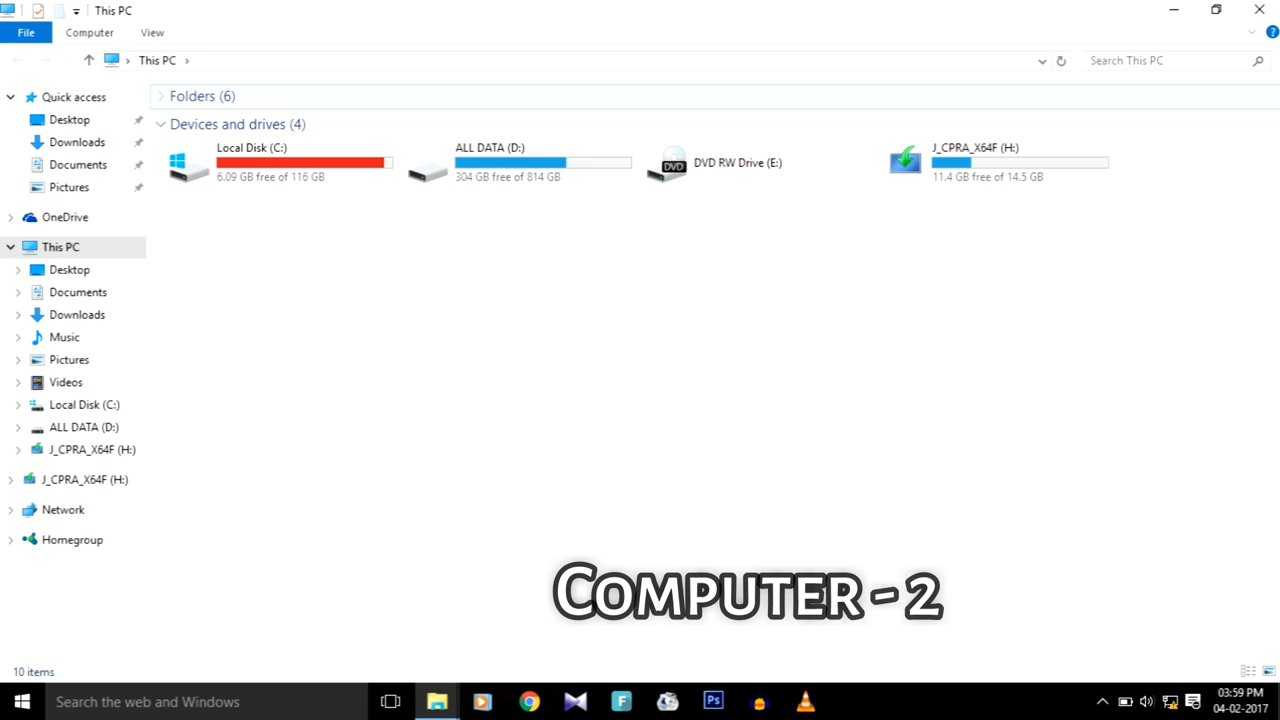 This PC
File
Computer
View
This PC
Search This PC
Quick access
Desktop
Downloads
Documents
Pictures
OneDrive
This PC
Desktop
Documents
Downloads
Music
Pictures
Videos
Local Disk (C:)
ALL DATA (D:)
J_CPRA_X64F (H:)
J_CPRA_X64F (H:)
Network
Homegroup
Folders (6)
Devices and drives (4)
Local Disk (C:)
6.09 GB free of 116 GB
ALL DATA (D:)
304 GB free of 814 GB
DVD
DVD RW Drive (E:)
J_CPRA_X64F (H:)
11.4 GB free of 14.5 GB
COMPUTER - 2
10 items
Search the web and Windows
F
Ps
03:59 PM
04-02-2017